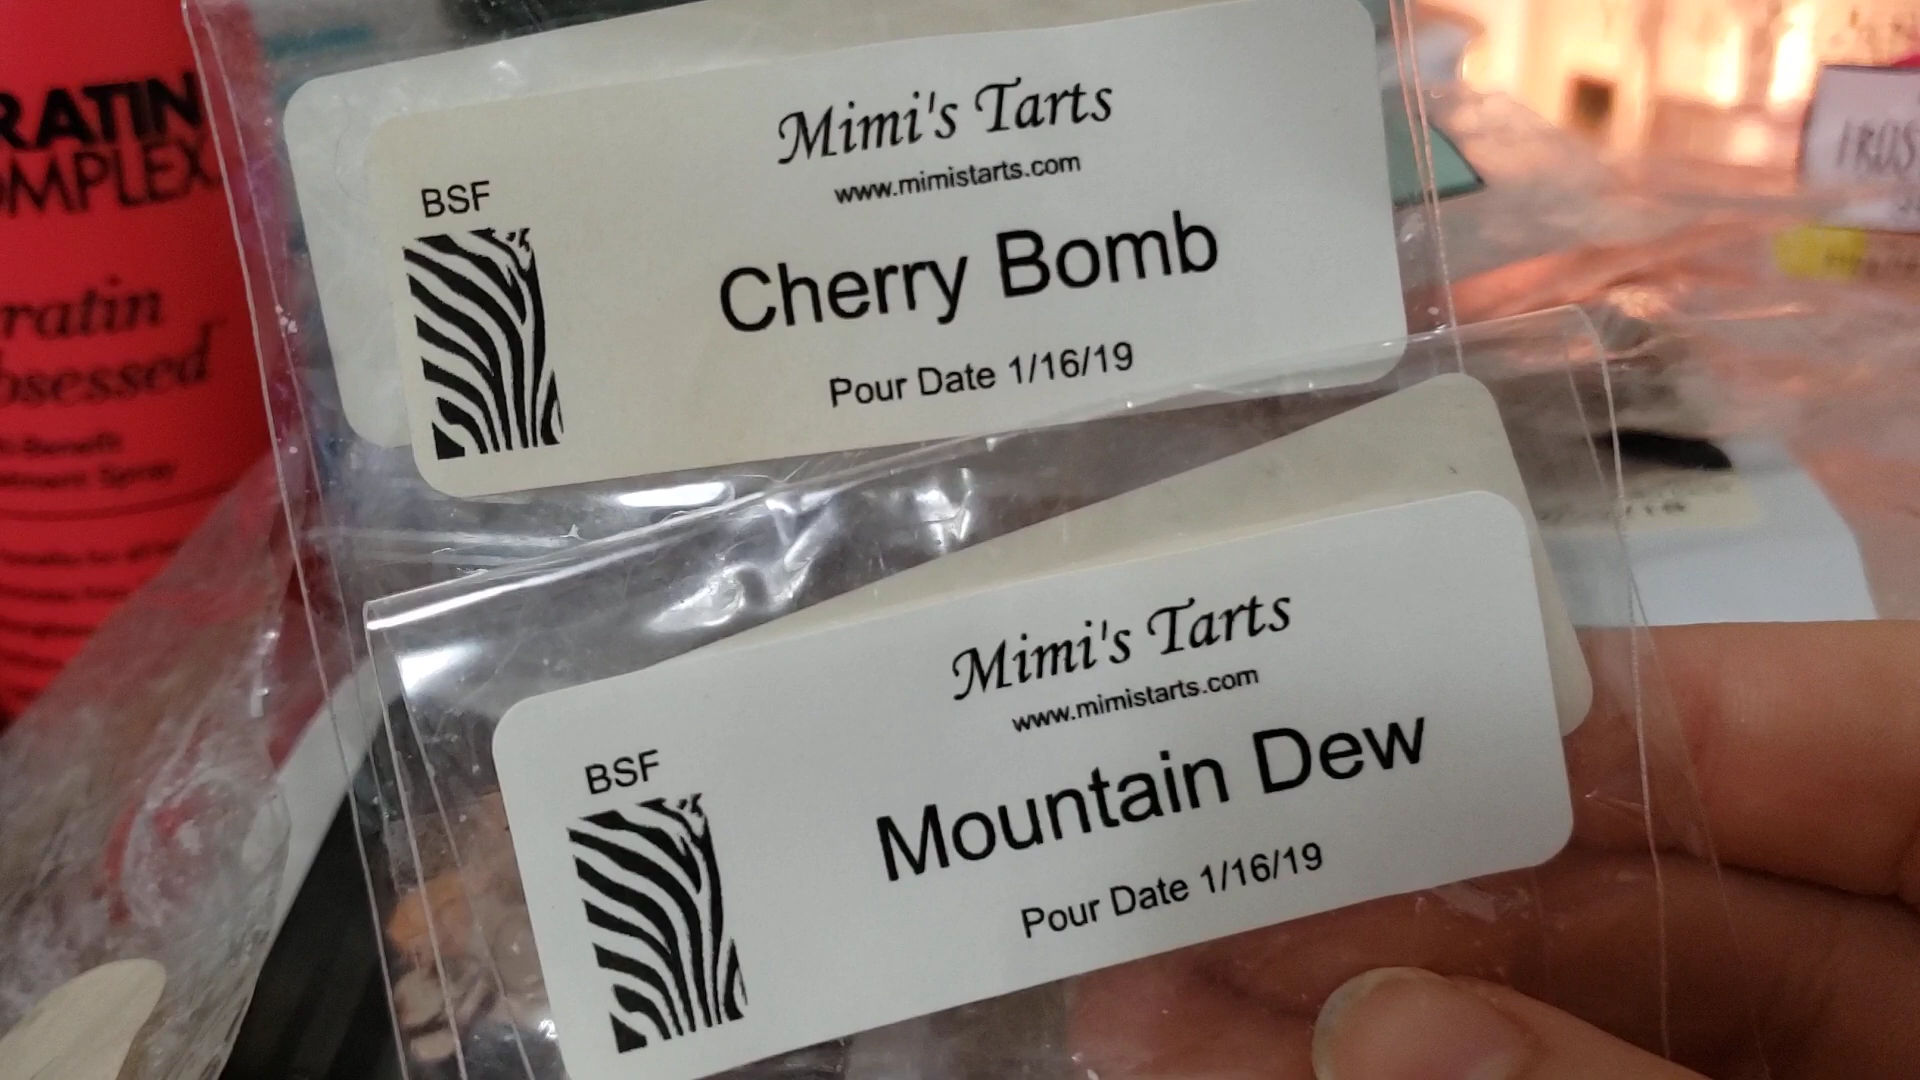 RATIN
OMPLEX
ratin
bsessed
Mimi's Tarts
www.mimistarts.com
BSF
Cherry Bomb
Pour Date 1/16/19
Mimi's Tarts
www.mimistarts.com
BSF
Mountain Dew
Pour Date 1/16/19